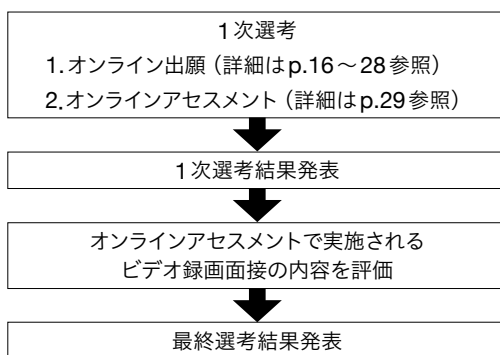 1次選考
1.オンライン出願（詳細はp.16～28参照）
2.オンラインアセスメント（詳細はp.29参照）
1次選考結果発表
オンラインアセスメントで実施される
ビデオ録画面接の内容を評価
最終選考結果発表